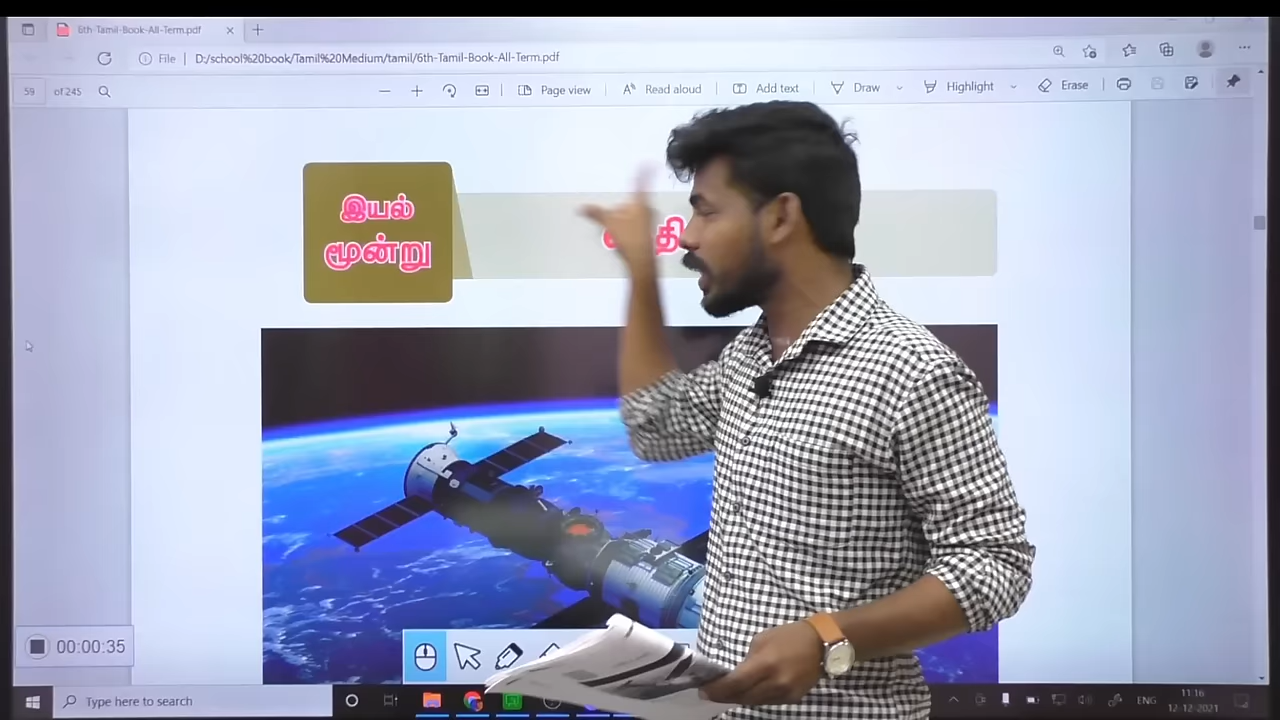 6th-Tamil-Book-All-Term.pdf
File | D:/school%20book/Tamil%20Medium/tamil/6th-Tamil-Book-All-Term.pdf
59 of 245 Page view Read aloud Add text Draw Highlight Erase
இயல்
மூன்று
00:00:35
Type here to search
ENG
11:16
12-12-2021